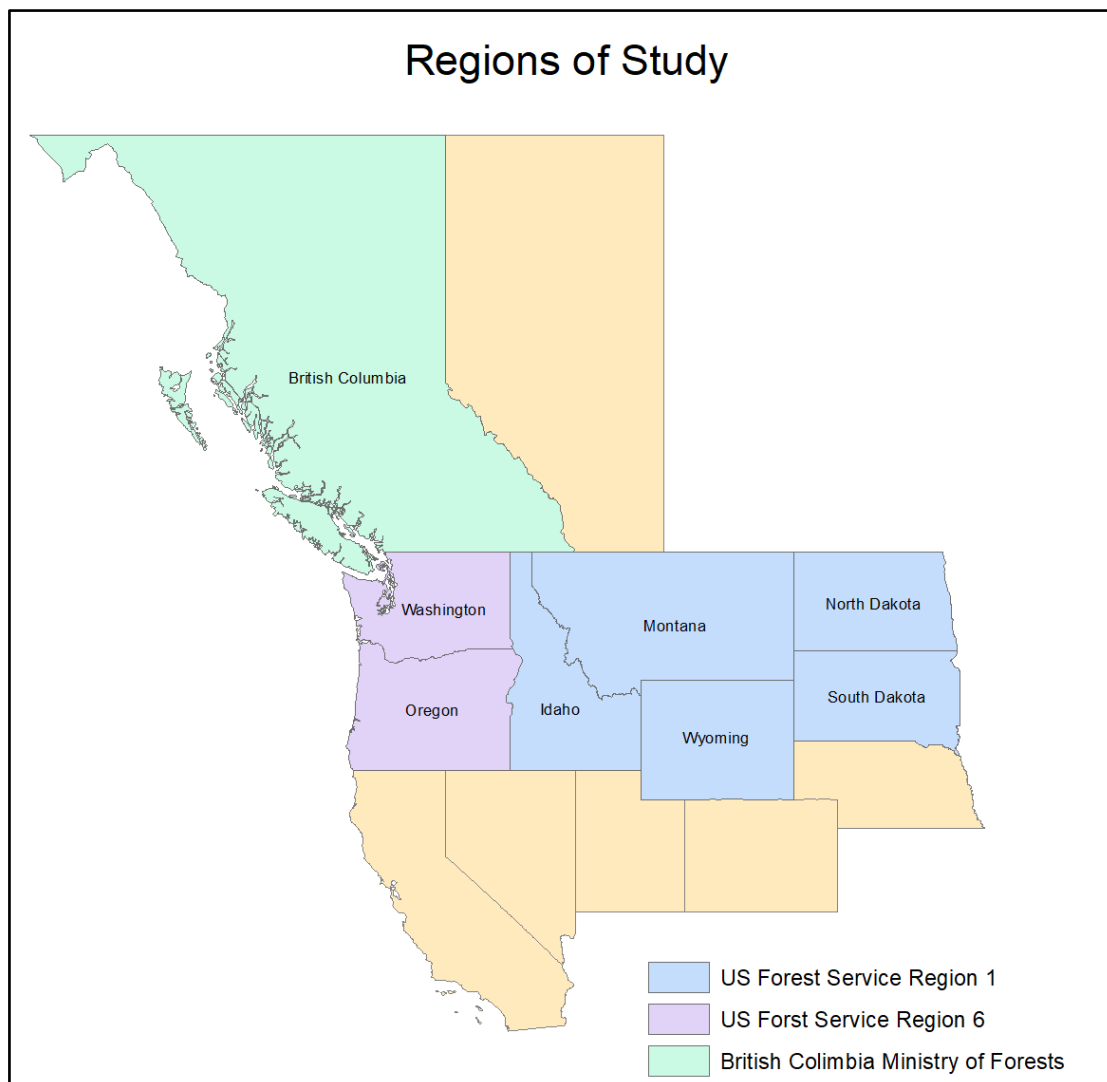 Regions of Study
British Columbia
Washington
Montana
North Dakota
Oregon
Idaho
Wyoming
South Dakota
US Forest Service Region 1
US Forst Service Region 6
British Colimbia Ministry of Forests